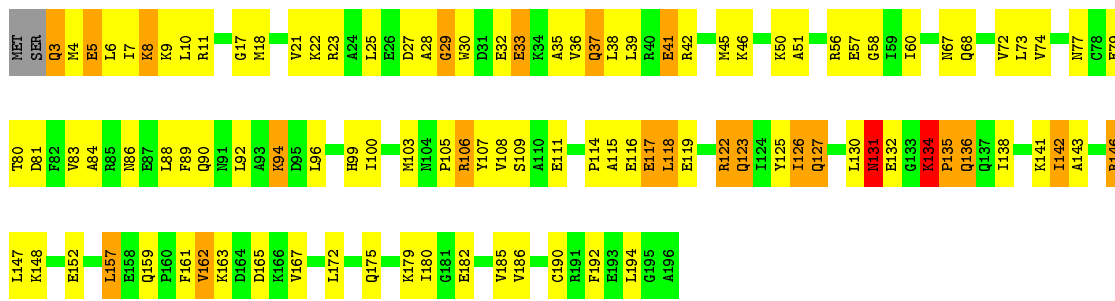 MET SER Q3 M4 E5 L6 I7 K8 K9 L10 R11 G17 M18 V21 K22 R23 A24 L25 E26 D27 A28 G29 W30 D31 E32 E33 K34 A35 V36 Q37 L38 L39 R40 E41 R42 M45 K46 K50 A51 R56 E57 G58 I59 I60 N67 Q68 V72 L73 V74 N77 C78 E79
T80 D81 F82 V83 A84 R85 N86 E87 L88 F89 Q90 N91 L92 A93 K94 D95 L96 H99 I100 M103 N104 P105 R106 Y107 V108 S109 A110 E111 P114 A115 E116 E117 L118 E119 R122 Q123 I124 Y125 I126 Q127 L130 N131 E132 G133 K134 P135 Q136 Q137 I138 K141 I142 A143
L147 K148 E152 L157 E158 Q159 P160 F161 V162 K163 D164 D165 K166 V167 L172 Q175 K179 I180 G181 E182 V185 V186 C190 R191 F192 E193 L194 G195 A196